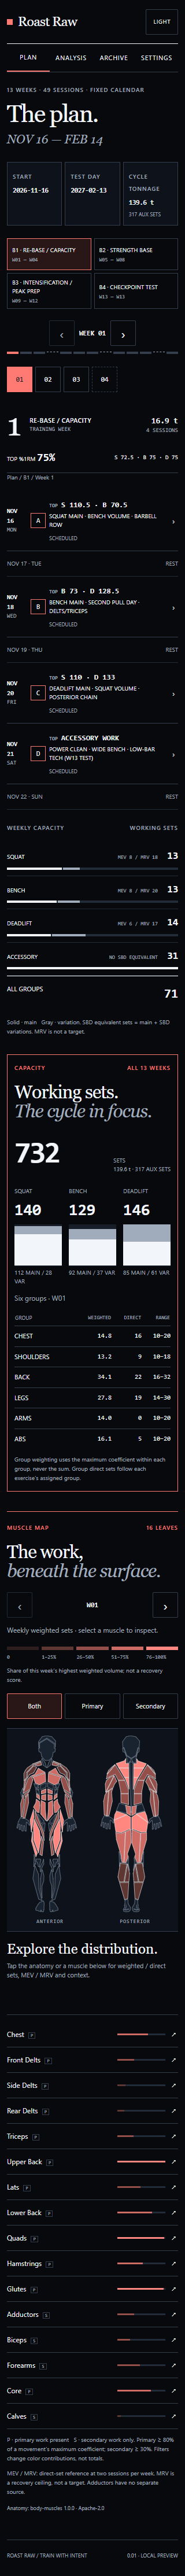 Roast Raw
LIGHT
PLAN ANALYSIS ARCHIVE SETTINGS
13 WEEKS · 49 SESSIONS · FIXED CALENDAR
The plan.
NOV 16 — FEB 14
START
2026-11-16
TEST DAY
2027-02-13
CYCLE TONNAGE
139.6 t
317 AUX SETS
B1 · RE-BASE / CAPACITY
W01 — W04
B2 · STRENGTH BASE
W05 — W08
B3 · INTENSIFICATION / PEAK PREP
W09 — W12
B4 · CHECKPOINT TEST
W13 — W13
‹ WEEK 01 ›
01 02 03 04
1
RE-BASE / CAPACITY
TRAINING WEEK
16.9 t
4 SESSIONS
TOP %1RM 75%
S 72.5 · B 75 · D 75
Plan / B1 / Week 1
NOV 16 MON
A
TOP S 110.5 · B 70.5
SQUAT MAIN · BENCH VOLUME · BARBELL ROW
SCHEDULED
›
NOV 17 · TUE REST
NOV 18 WED
B
TOP B 73 · D 128.5
BENCH MAIN · SECOND PULL DAY · DELTS/TRICEPS
SCHEDULED
›
NOV 19 · THU REST
NOV 20 FRI
C
TOP S 110 · D 133
DEADLIFT MAIN · SQUAT VOLUME · POSTERIOR CHAIN
SCHEDULED
›
NOV 21 SAT
D
TOP ACCESSORY WORK
POWER CLEAN · WIDE BENCH · LOW-BAR TECH (W13 TEST)
SCHEDULED
›
NOV 22 · SUN REST
WEEKLY CAPACITY WORKING SETS
SQUAT MEV 8 / MRV 18 13
BENCH MEV 8 / MRV 20 13
DEADLIFT MEV 6 / MRV 17 14
ACCESSORY NO SBD EQUIVALENT 31
ALL GROUPS 71
Solid · main Gray · variation. SBD equivalent sets = main + SBD variations. MRV is not a target.
CAPACITY ALL 13 WEEKS
Working sets.
The cycle in focus.
732
SETS
139.6 t · 317 AUX SETS
SQUAT
140
112 MAIN / 28 VAR
BENCH
129
92 MAIN / 37 VAR
DEADLIFT
146
85 MAIN / 61 VAR
Six groups · W01
GROUP WEIGHTED DIRECT RANGE
CHEST 14.8 16 10–20
SHOULDERS 13.2 9 10–18
BACK 34.1 22 16–32
LEGS 27.8 19 14–30
ARMS 14.0 0 10–20
ABS 16.1 5 10–20
Group weighting uses the maximum coefficient within each group, never the sum. Group direct sets follow each exercise's assigned group.
MUSCLE MAP 16 LEAVES
The work,
beneath the surface.
‹ W01 ›
Weekly weighted sets · select a muscle to inspect.
0 1–25% 26–50% 51–75% 76–100%
Share of this week's highest weighted volume; not a recovery score.
Both Primary Secondary
ANTERIOR POSTERIOR
Explore the distribution.
Tap the anatomy or a muscle below for weighted / direct sets, MEV / MRV and context.
Chest P ↗
Front Delts P ↗
Side Delts P ↗
Rear Delts P ↗
Triceps P ↗
Upper Back P ↗
Lats P ↗
Lower Back P ↗
Quads P ↗
Hamstrings P ↗
Glutes P ↗
Adductors S ↗
Biceps S ↗
Forearms S ↗
Core P ↗
Calves S ↗
P · primary work present S · secondary work only. Primary ≥ 80% of a movement's maximum coefficient; secondary ≥ 30%. Filters change color contributions, not totals.
MEV / MRV: direct-set reference at two sessions per week. MRV is a recovery ceiling, not a target. Adductors have no separate source.
Anatomy: body-muscles 1.0.0 · Apache-2.0
ROAST RAW / TRAIN WITH INTENT 0.01 · LOCAL PREVIEW